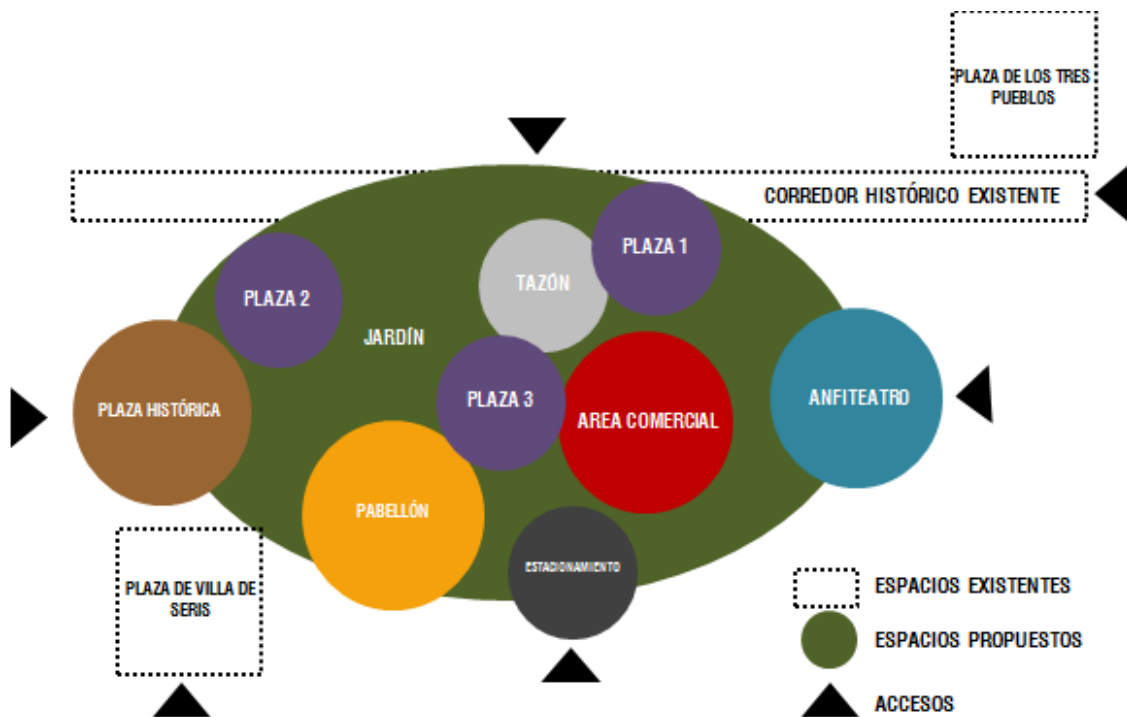 PLAZA DE LOS TRES
PUEBLOS
CORREDOR HISTÓRICO EXISTENTE
PLAZA 1
TAZÓN
PLAZA 2
JARDÍN
PLAZA 3
ANFITEATRO
PLAZA HISTÓRICA
AREA COMERCIAL
PABELLÓN
ESTACIONAMIENTO
PLAZA DE VILLA DE
SERIS
ESPACIOS EXISTENTES
ESPACIOS PROPUESTOS
ACCESOS